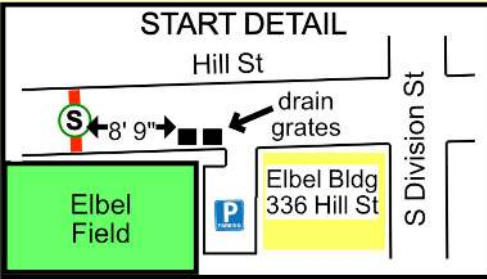 START DETAIL
Hill St
S
8' 9"
drain
grates
S Division St
Elbel
Field
P
PARKING
Elbel Bldg
336 Hill St